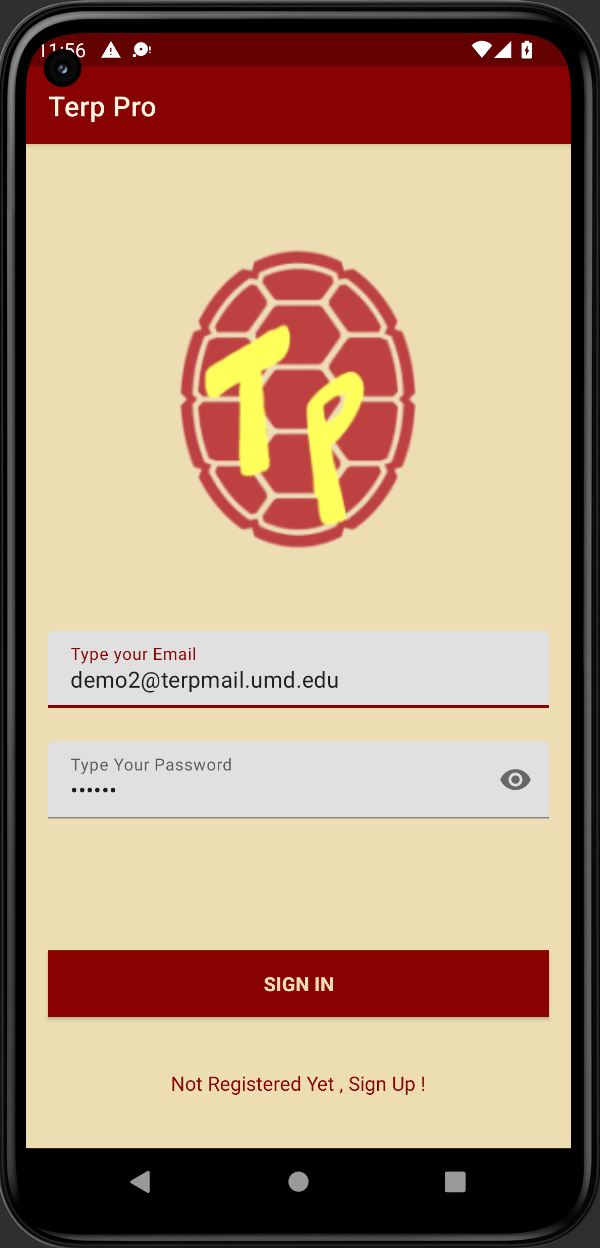 11:56
Terp Pro
TP
Type your Email
demo2@terpmail.umd.edu
Type Your Password
••••••
SIGN IN
Not Registered Yet , Sign Up !